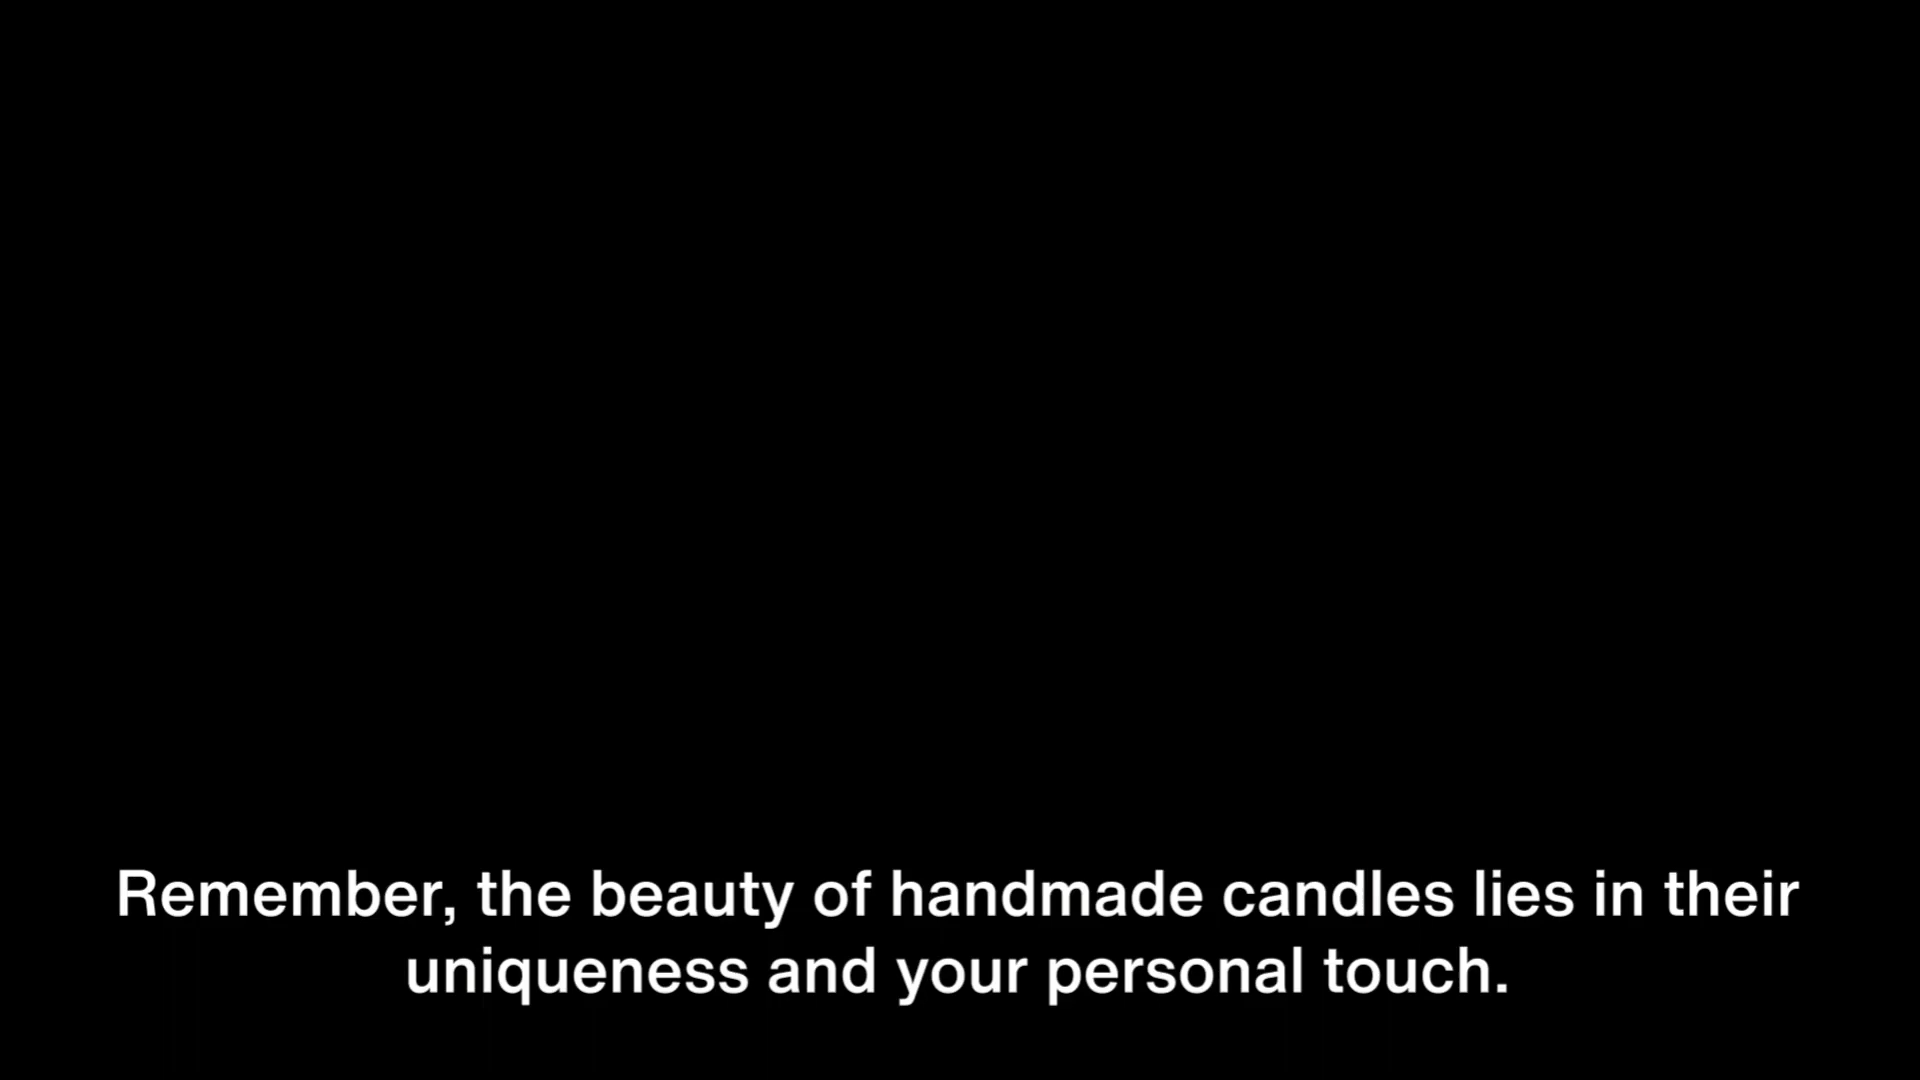 Remember, the beauty of handmade candles lies in their
uniqueness and your personal touch.